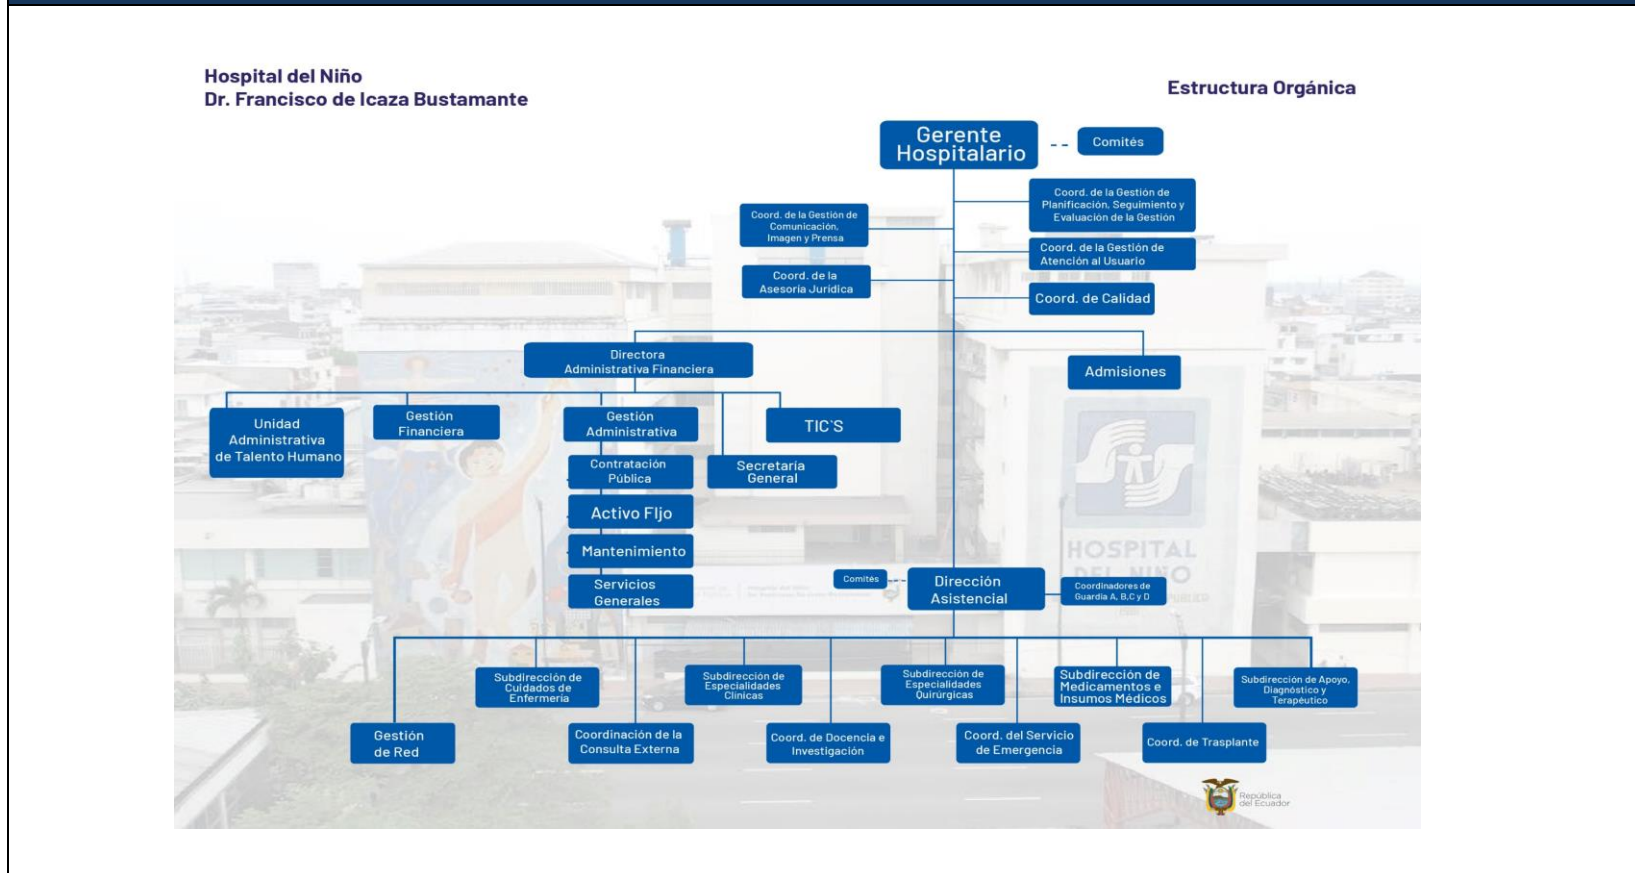 Hospital del Niño
Dr. Francisco de Icaza Bustamante
Estructura Orgánica
Gerente
Hospitalario
Comités
Coord. de la Gestión de
Planificación, Seguimiento y
Evaluación de la Gestión
Coord. de la Gestión de
Comunicación,
Imagen y Prensa
Coord. de la Gestión de
Atención al Usuario
Coord. de la
Asesoría Jurídica
Coord. de Calidad
Directora
Administrativa Financiera
Admisiones
Unidad
Administrativa
de Talento Humano
Gestión
Financiera
Gestión
Administrativa
TIC`S
Contratación
Pública
Secretaría
General
Activo FIjo
Mantenimiento
Servicios
Generales
HOSPITAL
DEL NIÑO
Comités
Dirección
Asistencial
Coordinadores de
Guardia A, B,C y D
Subdirección de
Cuidados de
Enfermería
Subdirección de
Especialidades
Clínicas
Subdirección de
Especialidades
Quirúrgicas
Subdirección de
Medicamentos e
Insumos Médicos
Subdirección de Apoyo,
Diagnóstico y
Terapéutico
Gestión
de Red
Coordinación de la
Consulta Externa
Coord. de Docencia e
Investigación
Coord. del Servicio
de Emergencia
Coord. de Trasplante
República
del Ecuador